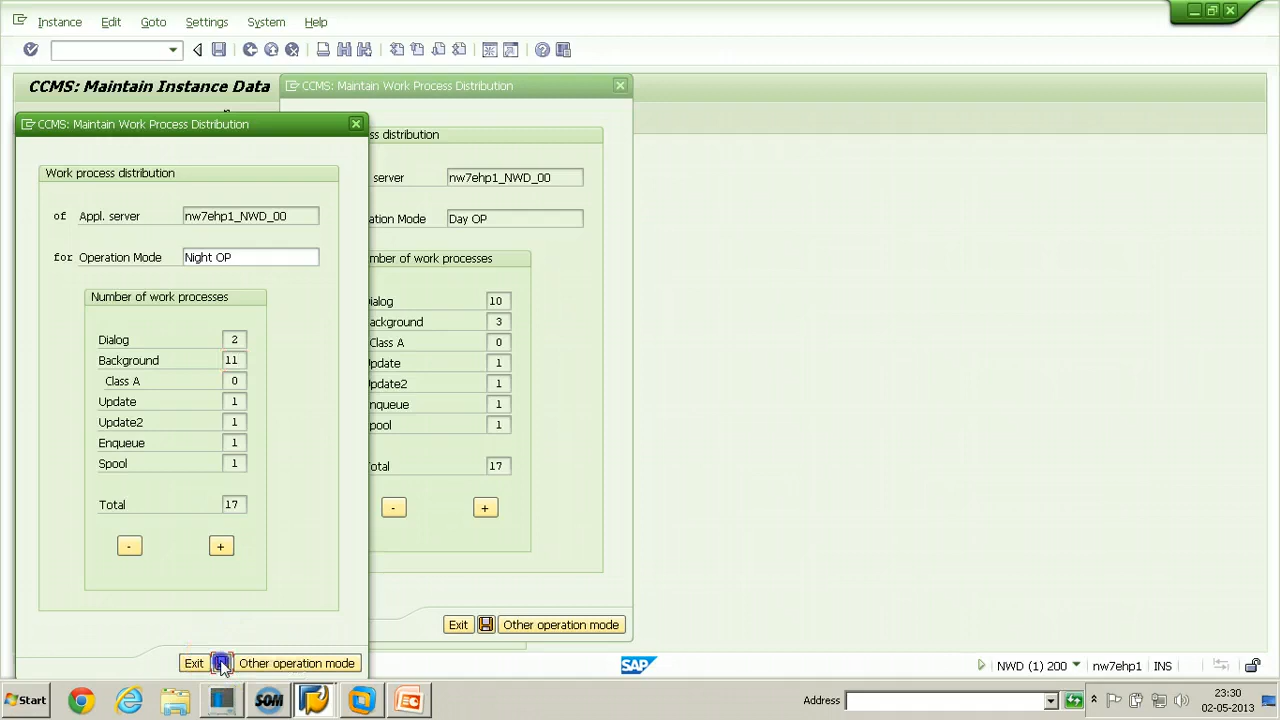 Instance Edit Goto Settings System Help
CCMS: Maintain Instance Data
CCMS: Maintain Work Process Distribution
CCMS: Maintain Work Process Distribution
Work process distribution
of Appl. server nw7ehp1_NWD_00
for Operation Mode Night OP
Number of work processes
Dialog 2
Background 11
Class A 0
Update 1
Update2 1
Enqueue 1
Spool 1
Total 17
- +
Exit Other operation mode
ss distribution
server nw7ehp1_NWD_00
ation Mode Day OP
mber of work processes
ialog 10
ackground 3
Class A 0
pdate 1
pdate2 1
nqueue 1
pool 1
otal 17
- +
Exit Other operation mode
SAP NWD (1) 200 nw7ehp1 INS
Start SOM Address 23:30
02-05-2013